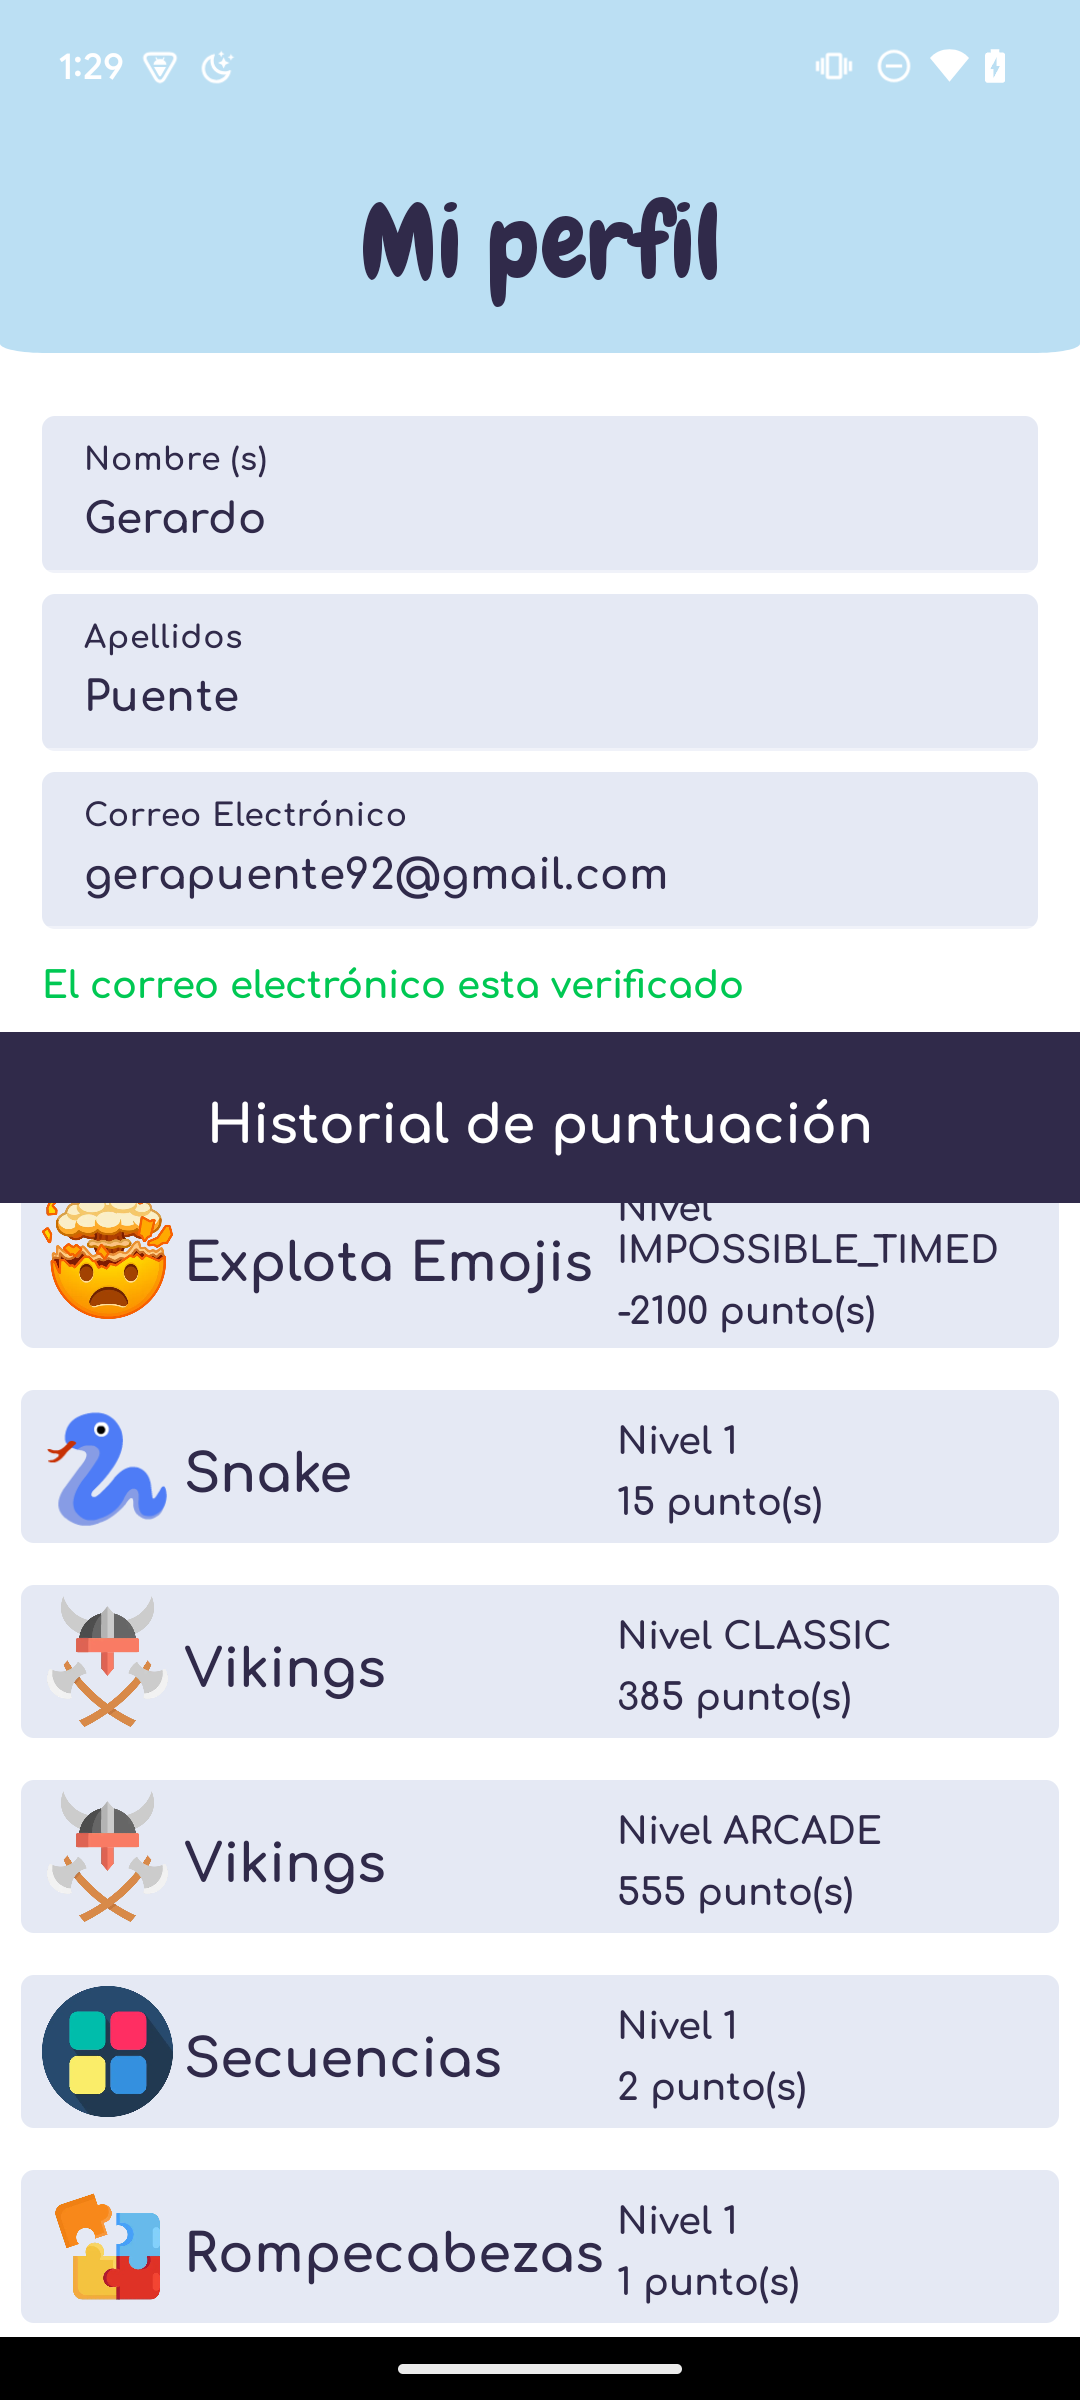 1:29
Mi perfil
Nombre (s)
Gerardo
Apellidos
Puente
Correo Electrónico
gerapuente92@gmail.com
El correo electrónico esta verificado
Historial de puntuación
Explota Emojis
Nivel
IMPOSSIBLE_TIMED
-2100 punto(s)
Snake
Nivel 1
15 punto(s)
Vikings
Nivel CLASSIC
385 punto(s)
Vikings
Nivel ARCADE
555 punto(s)
Secuencias
Nivel 1
2 punto(s)
Rompecabezas
Nivel 1
1 punto(s)